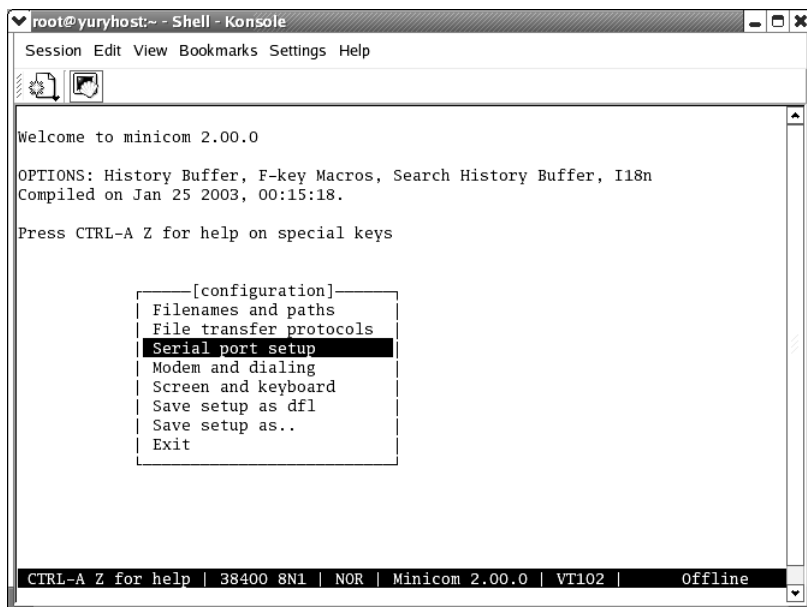 root@yuryhost:~ - Shell - Konsole
Session Edit View Bookmarks Settings Help
Welcome to minicom 2.00.0
OPTIONS: History Buffer, F-key Macros, Search History Buffer, I18n
Compiled on Jan 25 2003, 00:15:18.
Press CTRL-A Z for help on special keys
[configuration]
Filenames and paths
File transfer protocols
Serial port setup
Modem and dialing
Screen and keyboard
Save setup as dfl
Save setup as..
Exit
CTRL-A Z for help | 38400 8N1 | NOR | Minicom 2.00.0 | VT102 | Offline